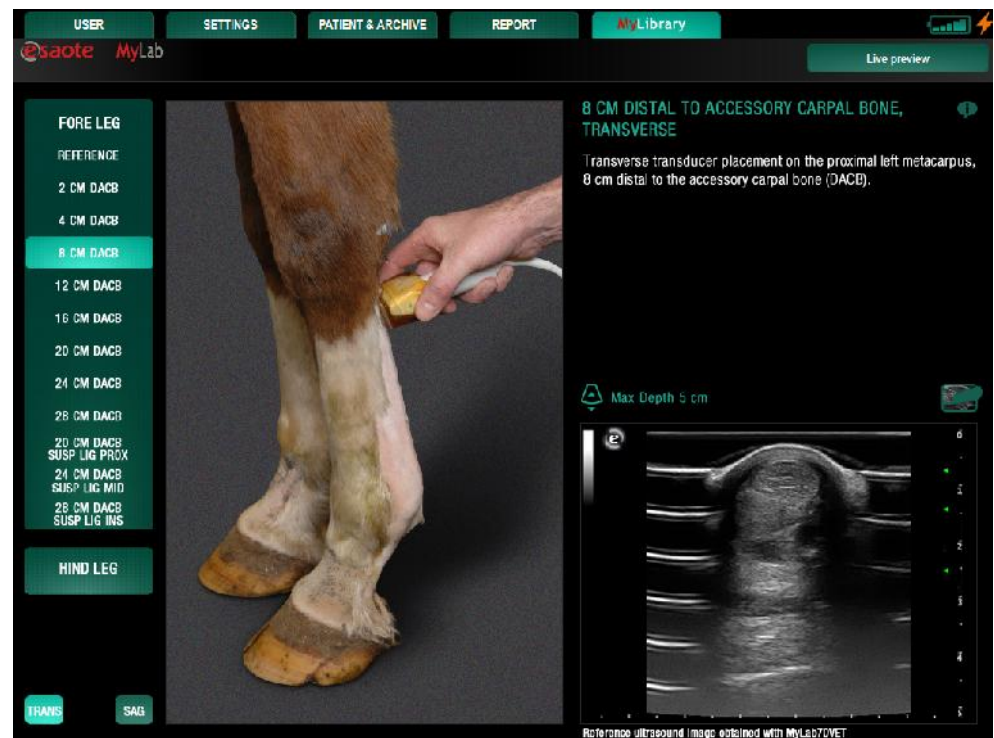 USER SETTINGS PATIENT & ARCHIVE REPORT MyLibrary
esaote MyLab
Live preview
FORE LEG
REFERENCE
2 CM DACB
4 CM DACB
8 CM DACB
12 CM DACB
16 CM DACB
20 CM DACB
24 CM DACB
28 CM DACB
20 CM DACB
SUSP LIG PROX
24 CM DACB
SUSP LIG MID
28 CM DACB
SUSP LIG INS
HIND LEG
TRANS SAG
8 CM DISTAL TO ACCESSORY CARPAL BONE,
TRANSVERSE
Transverse transducer placement on the proximal left metacarpus,
8 cm distal to the accessory carpal bone (DACB).
Max Depth 5 cm
e
2
4
Reference ultrasound image obtained with MyLab70VET